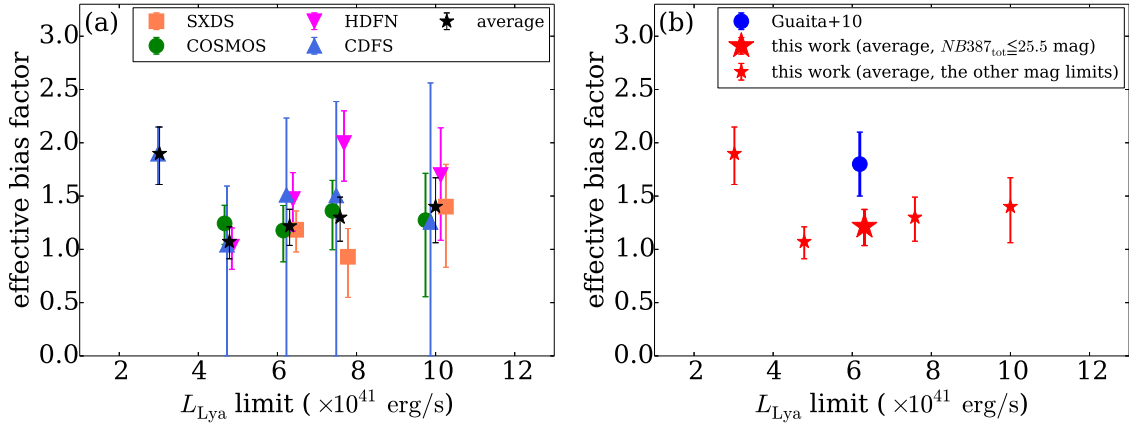 (a)
SXDS HDFN average
COSMOS CDFS
effective bias factor
3.0
2.5
2.0
1.5
1.0
0.5
0.0
2 4 6 8 10 12
L_Lya limit ( ×10^41 erg/s)
(b)
Guaita+10
this work (average, NB387_tot≦25.5 mag)
this work (average, the other mag limits)
effective bias factor
3.0
2.5
2.0
1.5
1.0
0.5
0.0
2 4 6 8 10 12
L_Lya limit ( ×10^41 erg/s)